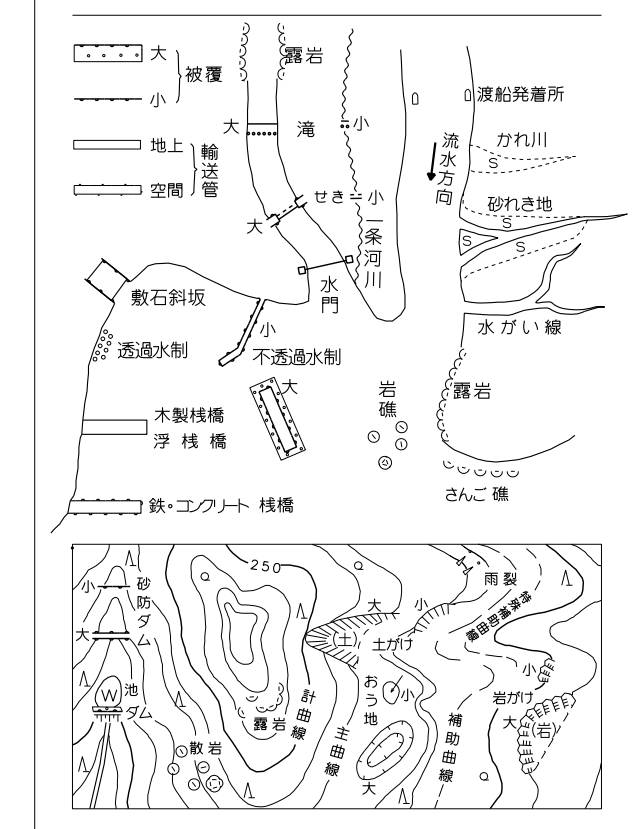 大
小
被覆
地上
空間
輸送管
露岩
大
滝
小
せき
小
大
一条河川
水門
渡船発着所
流水方向
かれ川
S
砂れき地
S
S
S
水がい線
露岩
さんご礁
敷石斜坂
小
透過水制
不透過水制
大
岩礁
木製桟橋
浮桟橋
鉄・コンクリート 桟橋
小
砂防ダム
大
W
池
ダム
250
散岩
露岩
計曲線
主曲線
大
小
(土)
土がけ
おう地
小
大
補助曲線
雨裂
特殊補助曲線
小
岩がけ
大
(岩)